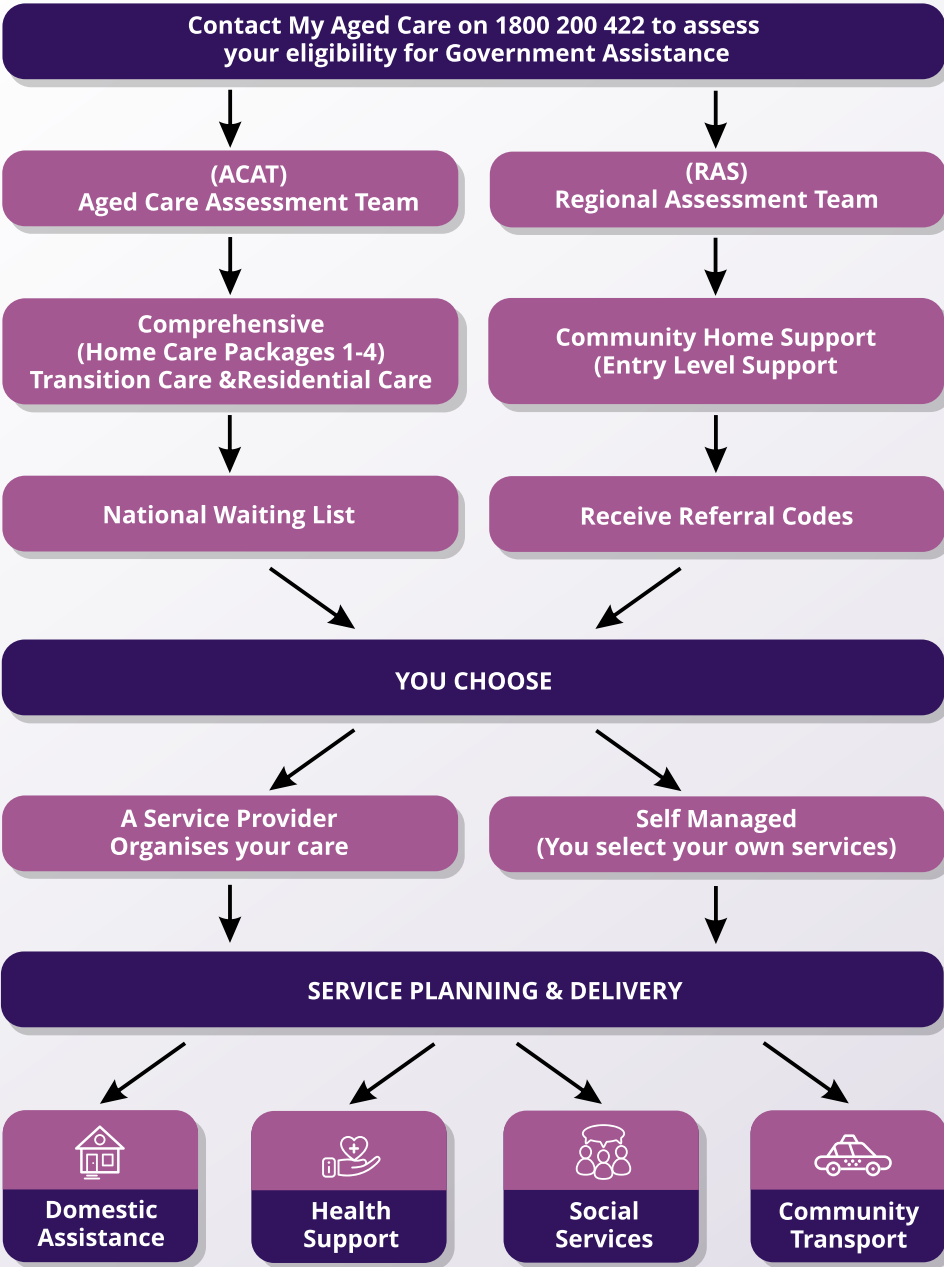 Contact My Aged Care on 1800 200 422 to assess
your eligibility for Government Assistance
(ACAT)
Aged Care Assessment Team
(RAS)
Regional Assessment Team
Comprehensive
(Home Care Packages 1-4)
Transition Care &Residential Care
Community Home Support
(Entry Level Support
National Waiting List
Receive Referral Codes
YOU CHOOSE
A Service Provider
Organises your care
Self Managed
(You select your own services)
SERVICE PLANNING & DELIVERY
Domestic
Assistance
Health
Support
Social
Services
Community
Transport